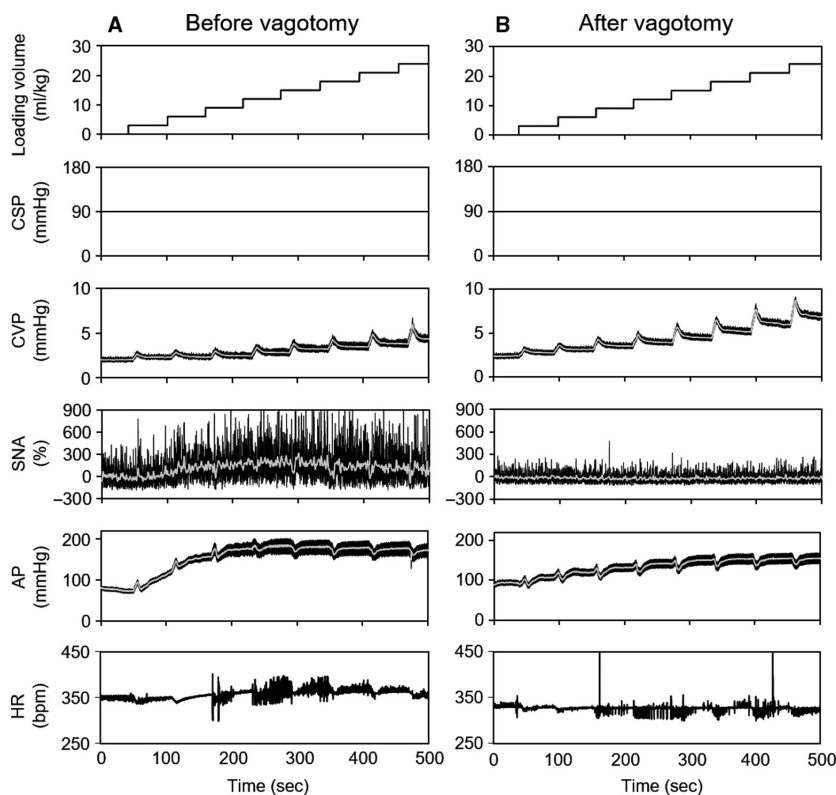 A Before vagotomy
B After vagotomy
Loading volume
(ml/kg)
30
20
10
0
30
20
10
0
CSP
(mmHg)
180
90
0
180
90
0
CVP
(mmHg)
10
5
0
10
5
0
SNA
(%)
900
600
300
0
−300
900
600
300
0
−300
AP
(mmHg)
200
100
0
200
100
0
HR
(bpm)
450
350
250
450
350
250
0 100 200 300 400 500
0 100 200 300 400 500
Time (sec)
Time (sec)